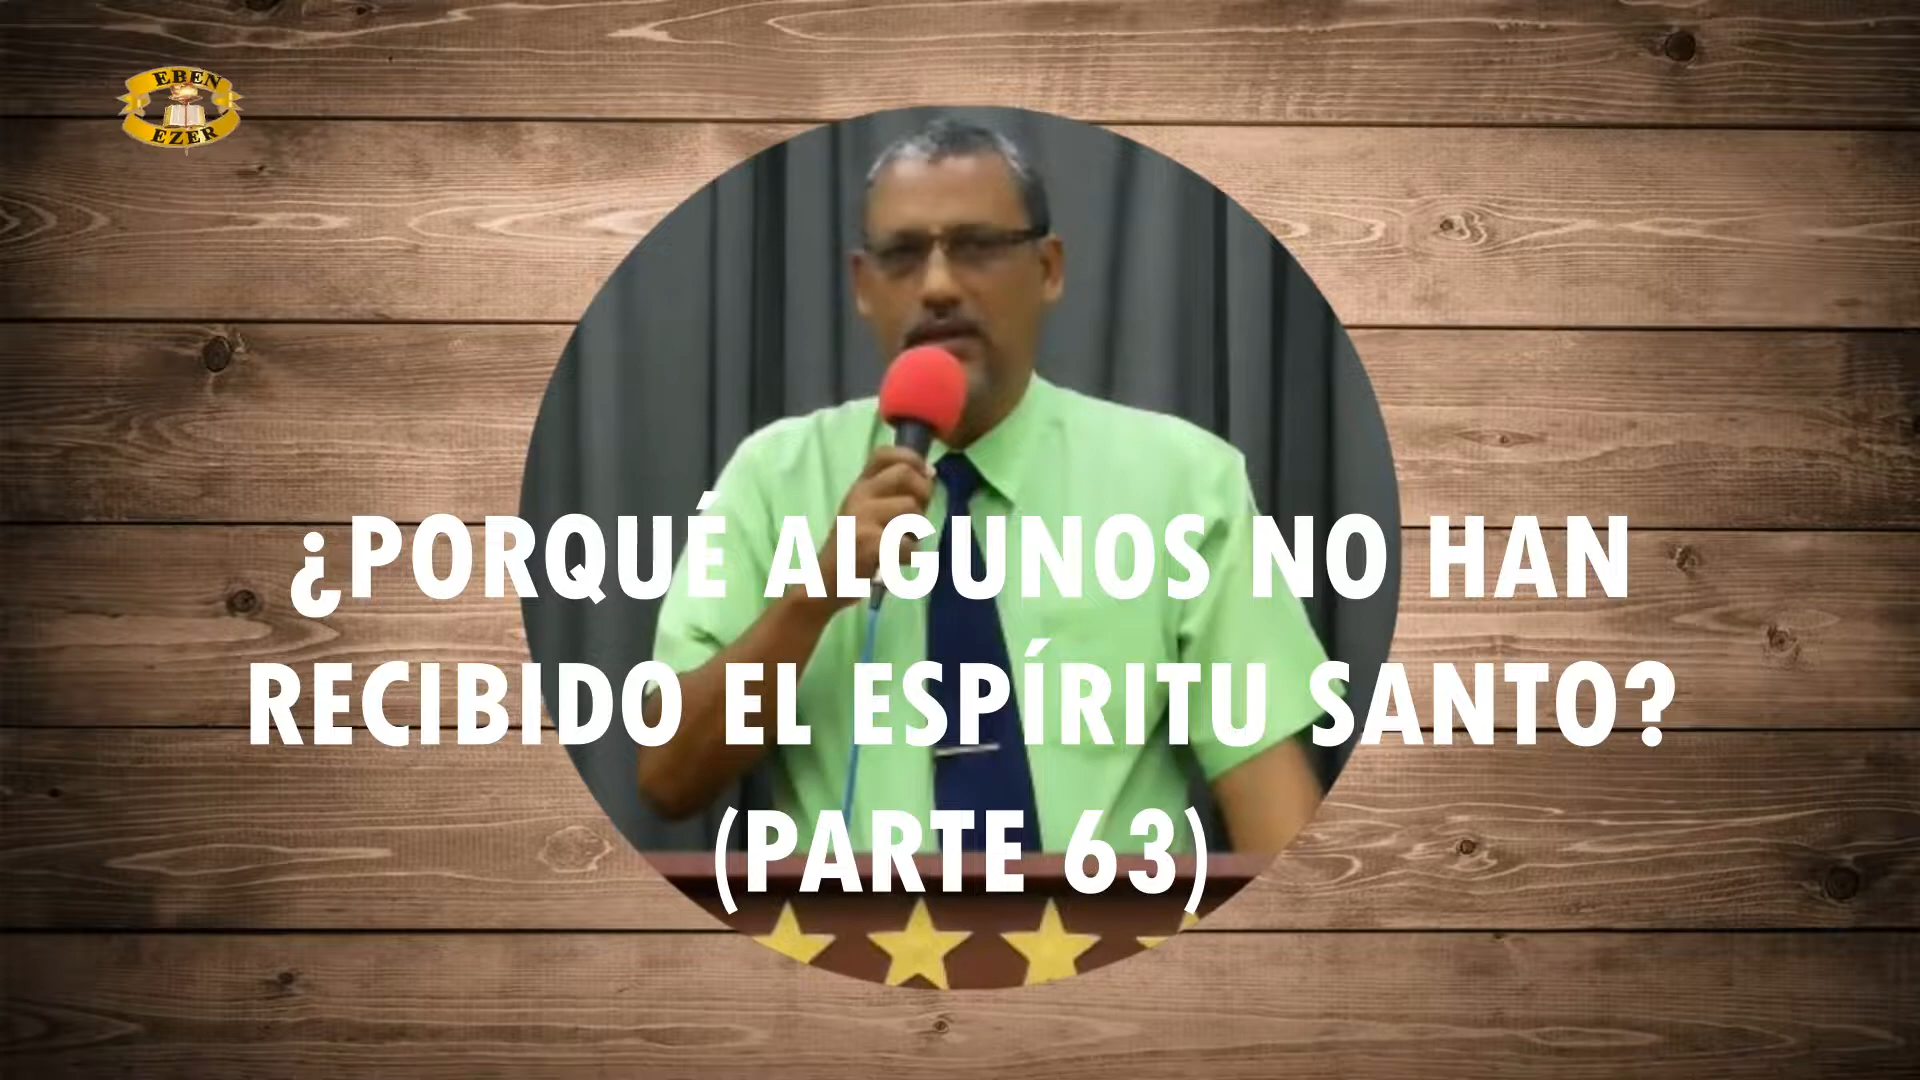 EBEN
EZER
¿PORQUÉ ALGUNOS NO HAN
RECIBIDO EL ESPÍRITU SANTO?
(PARTE 63)